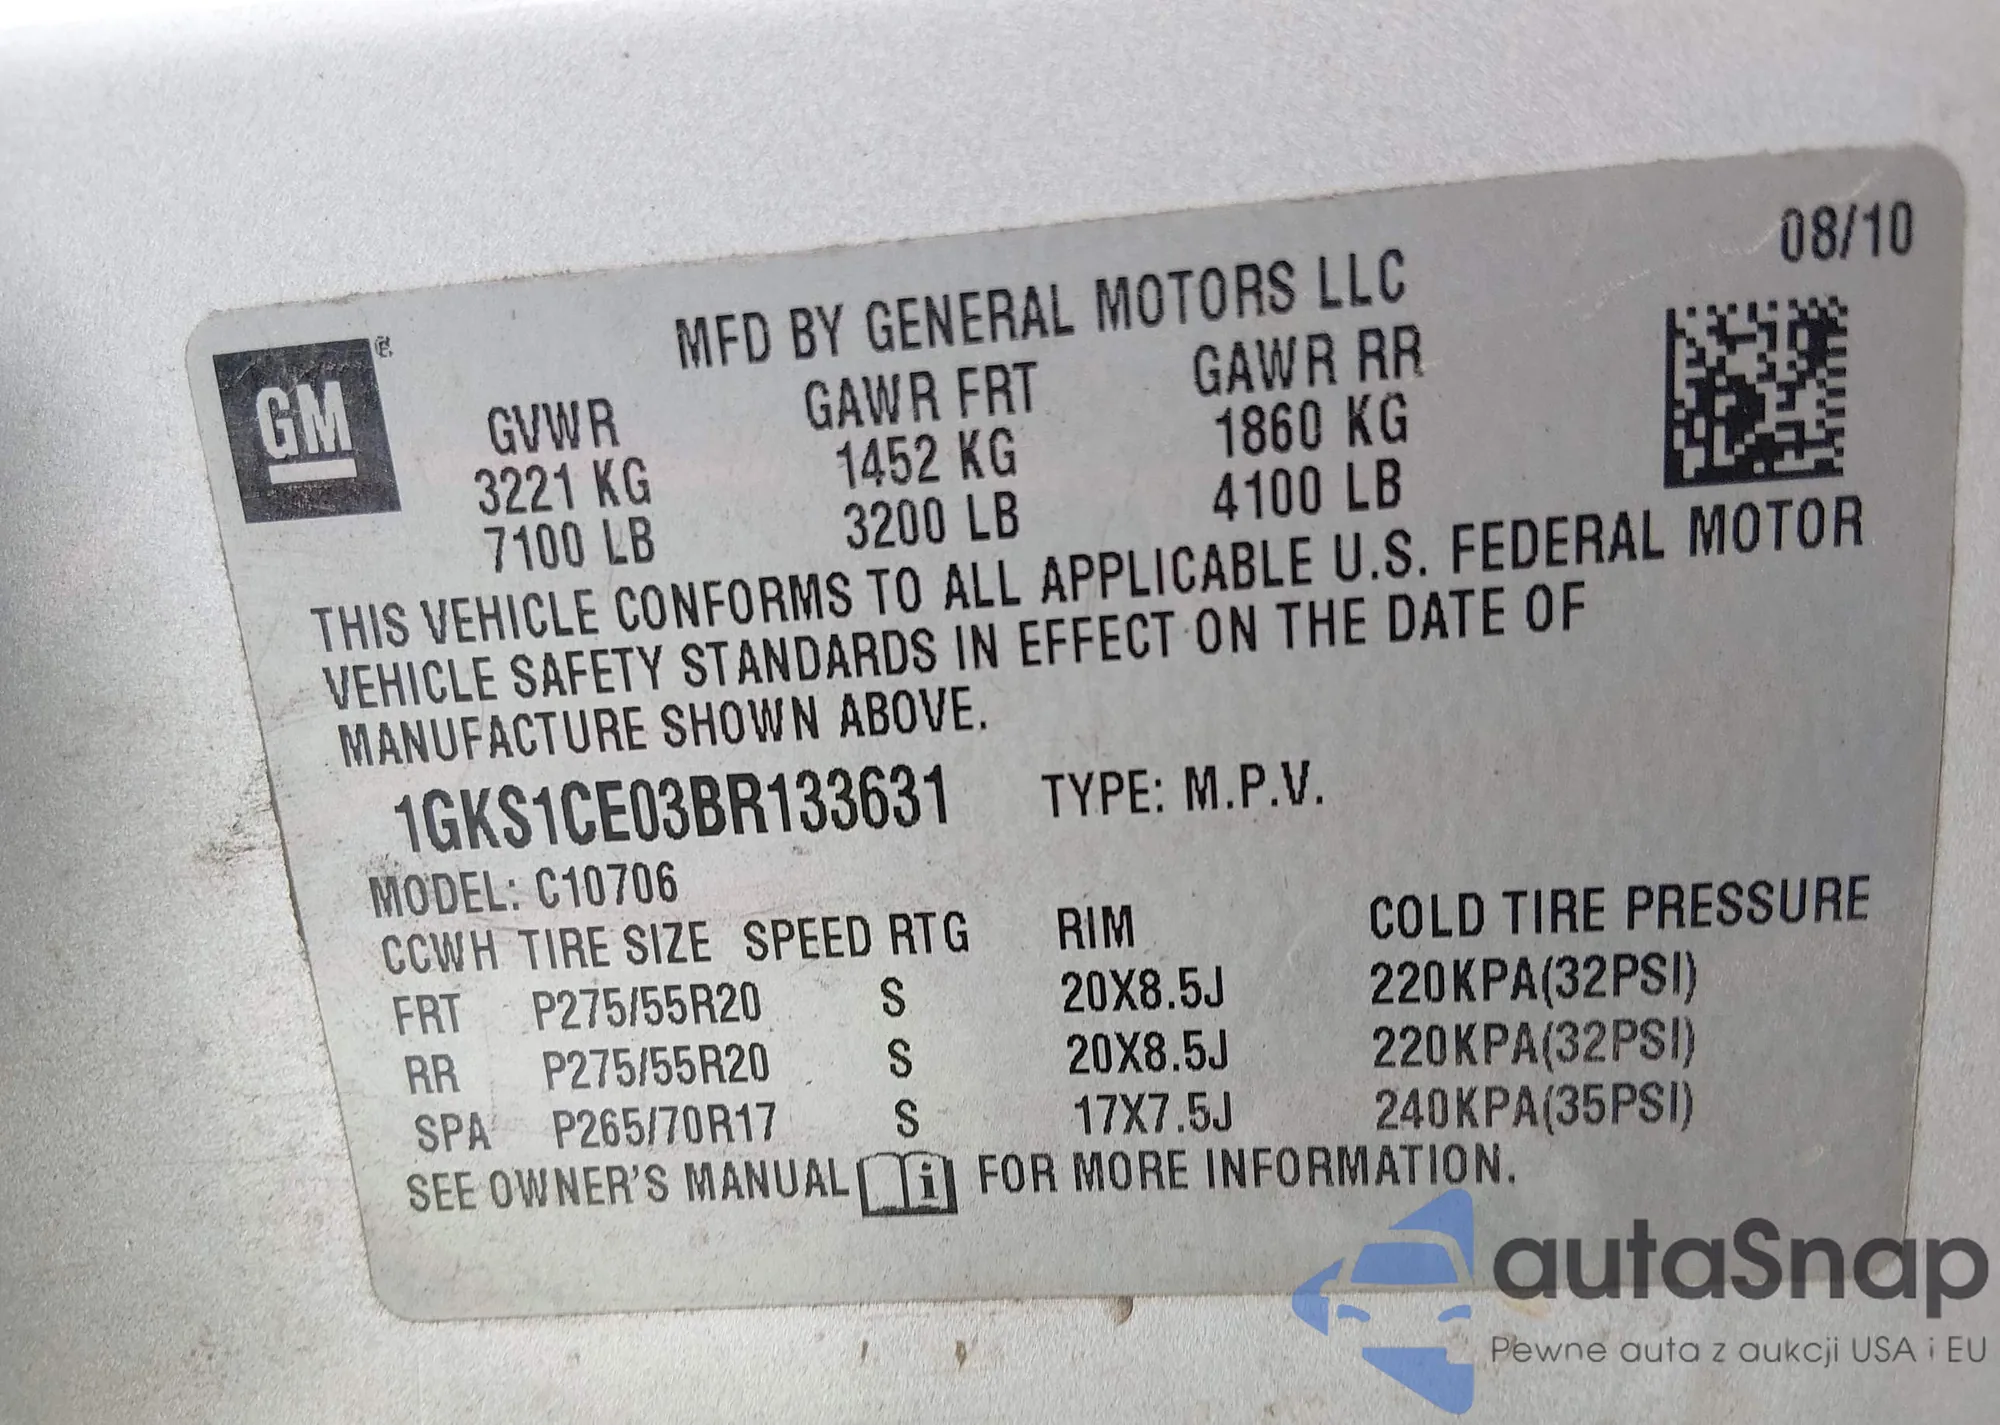 08/10
MFD BY GENERAL MOTORS LLC
GM
GVWR GAWR FRT GAWR RR
3221 KG 1452 KG 1860 KG
7100 LB 3200 LB 4100 LB
THIS VEHICLE CONFORMS TO ALL APPLICABLE U.S. FEDERAL MOTOR
VEHICLE SAFETY STANDARDS IN EFFECT ON THE DATE OF
MANUFACTURE SHOWN ABOVE.
1GKS1CE03BR133631 TYPE: M.P.V.
MODEL: C10706
CCWH TIRE SIZE SPEED RTG RIM COLD TIRE PRESSURE
FRT P275/55R20 S 20X8.5J 220KPA(32PSI)
RR P275/55R20 S 20X8.5J 220KPA(32PSI)
SPA P265/70R17 S 17X7.5J 240KPA(35PSI)
SEE OWNER'S MANUAL i FOR MORE INFORMATION.
autaSnap
Pewne auta z aukcji USA i EU